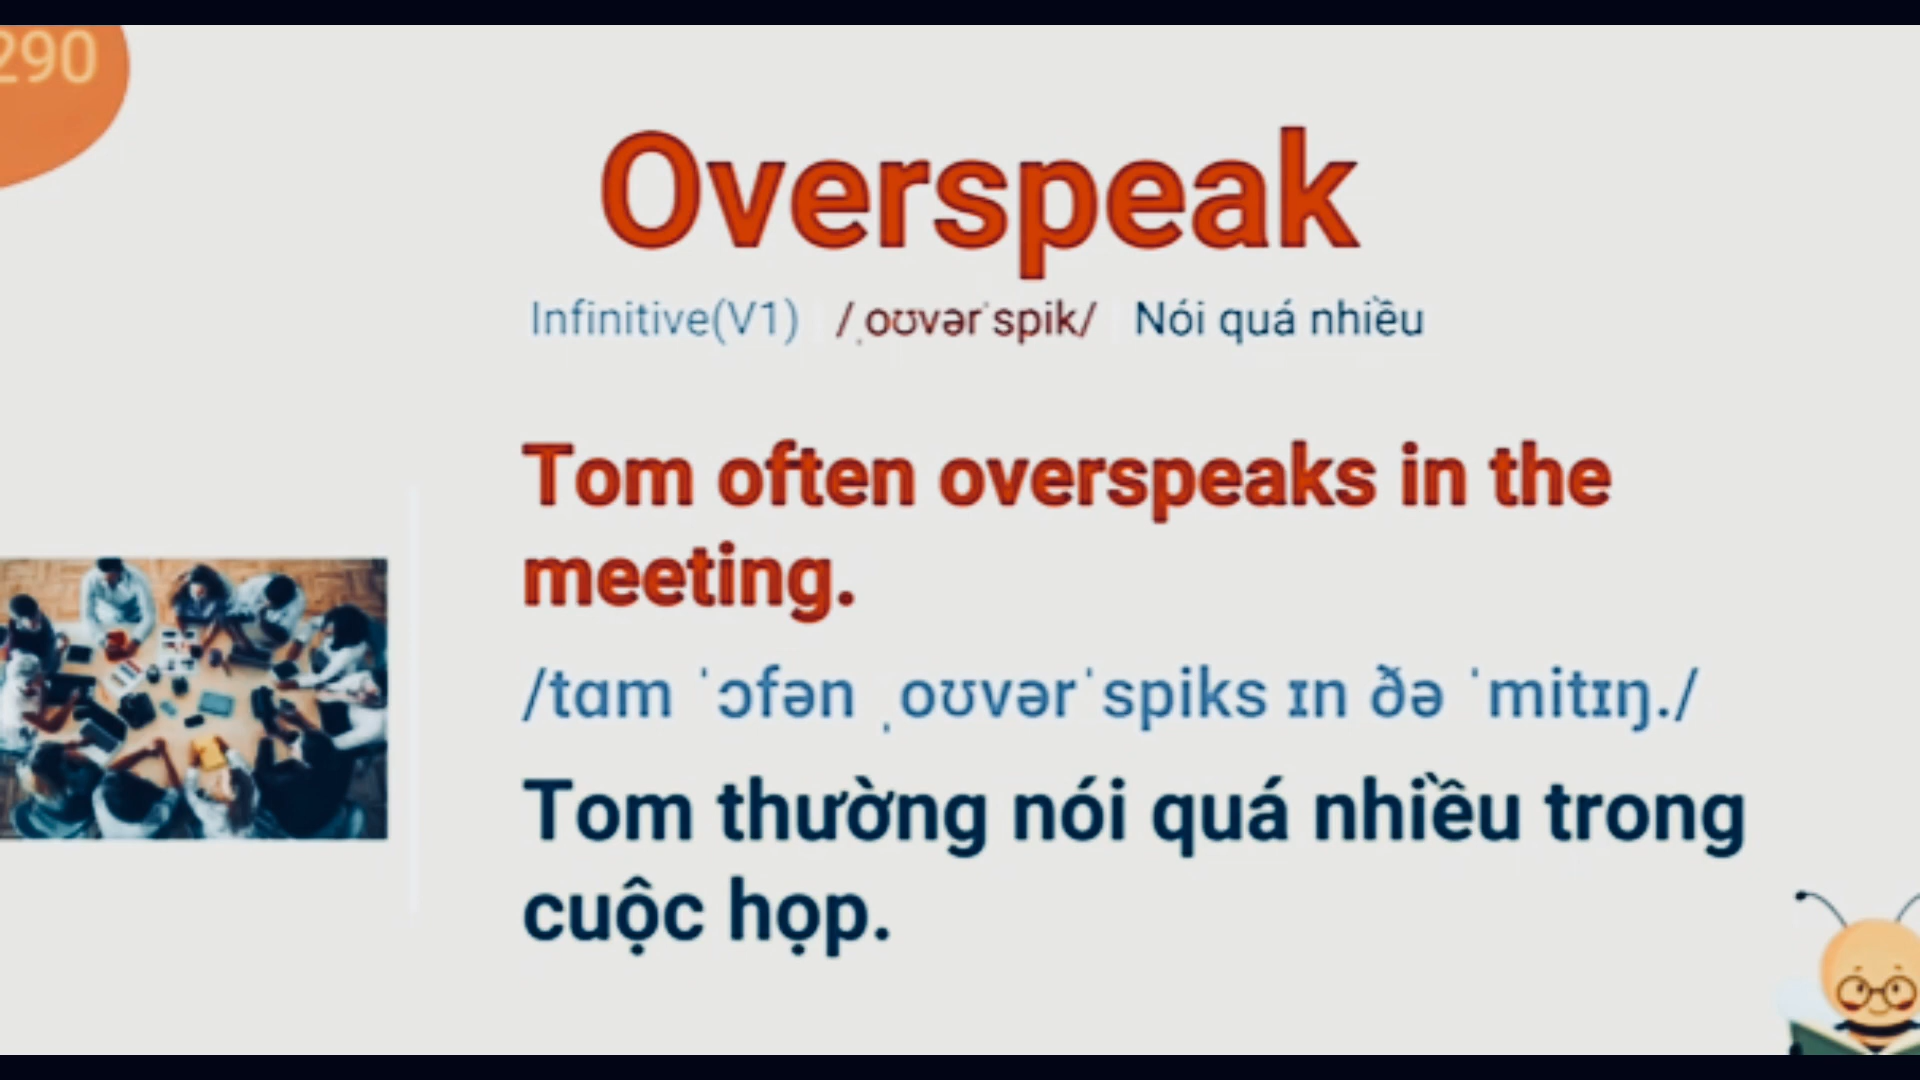 290
Overspeak
Infinitive(V1) /ˌoʊvərˈspik/ Nói quá nhiều
Tom often overspeaks in the
meeting.
/tɑm ˈɔfən ˌoʊvərˈspiks ɪn ðə ˈmitɪŋ./
Tom thường nói quá nhiều trong
cuộc họp.